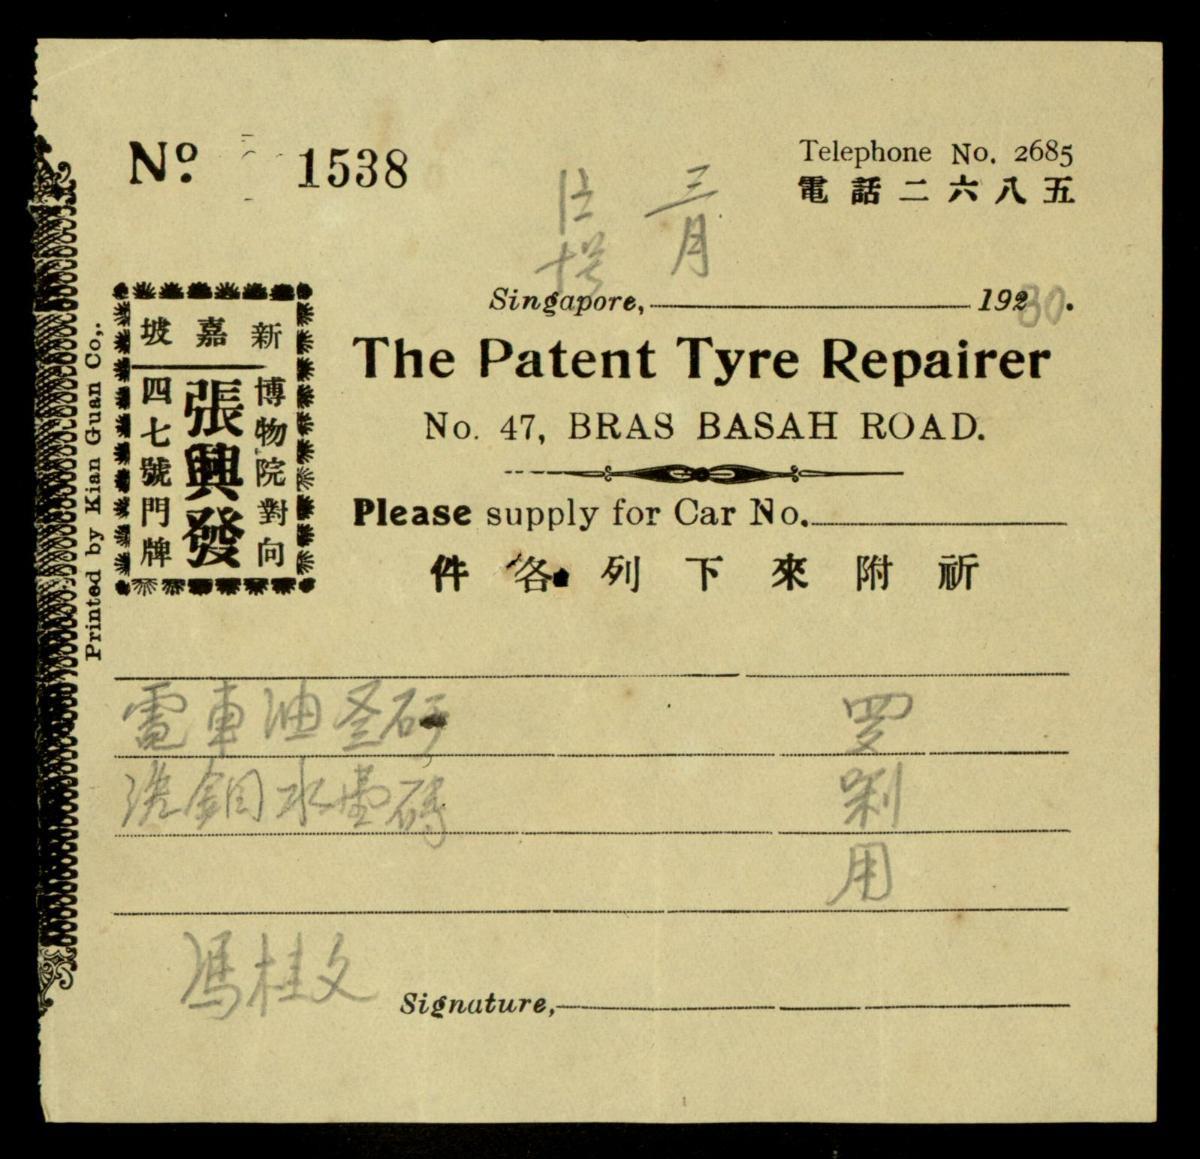 No. 1538
Telephone No. 2685
電話二六八五
三月
Singapore, 1930.
新嘉坡
博物院對向
張興發
四七號門牌
The Patent Tyre Repairer
No. 47, BRAS BASAH ROAD.
Please supply for Car No.
祈附來下列各件
電車油
水
用
馮桂文
Signature,
Printed by Kian Guan Co,.